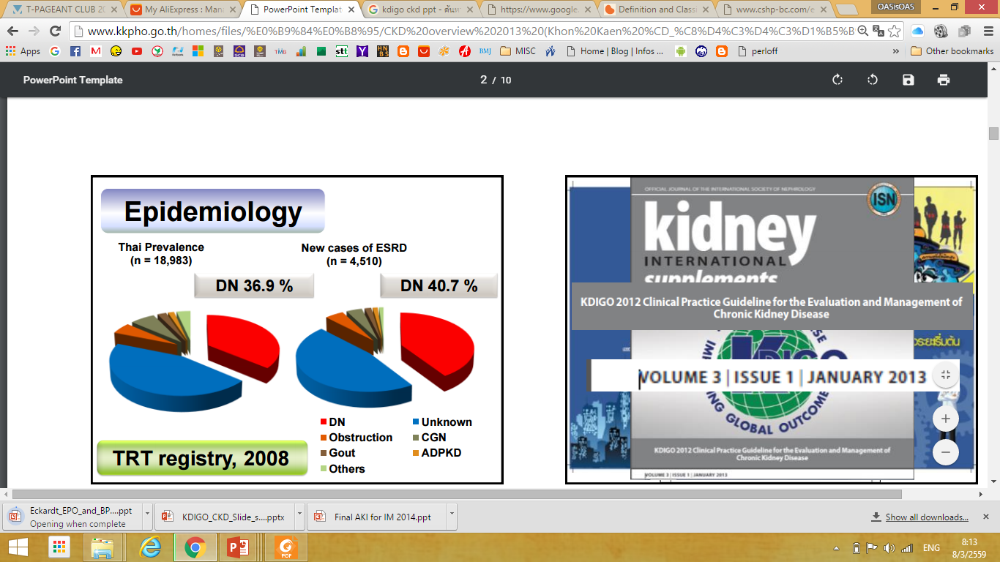 T-PAGEANT CLUB 20
My AliExpress : Mana
PowerPoint Templat
kdigo ckd ppt - ค้นห
https://www.google.
Definition and Classi
www.cshp-bc.com/e
OASisOAS
www.kkpho.go.th/homes/files/%E0%B9%84%E0%B8%95/CKD%20overview%202013%20(Khon%20Kaen%20%CD_%C8%D4%C3%D4%C3%D1%B5%B
Apps
TMB
stt
HN
BS
BMJ
MISC
Home | Blog | Infos ...
perloff
»
Other bookmarks
PowerPoint Template
2 / 10
Epidemiology
Thai Prevalence
(n = 18,983)
New cases of ESRD
(n = 4,510)
DN 36.9 %
DN 40.7 %
DN
Unknown
Obstruction
CGN
Gout
ADPKD
Others
TRT registry, 2008
OFFICIAL JOURNAL OF THE INTERNATIONAL SOCIETY OF NEPHROLOGY
ISN
kidney
INTERNATIONAL
supplements
KDIGO 2012 Clinical Practice Guideline for the Evaluation and Management of
Chronic Kidney Disease
KDIGO
VOLUME 3 | ISSUE 1 | JANUARY 2013
GLOBAL OUTCOME
KDIGO 2012 Clinical Practice Guideline for the Evaluation and Management of
Chronic Kidney Disease
VOLUME 3 | ISSUE 1 | JANUARY 2013
Eckardt_EPO_and_BP....ppt
Opening when complete
KDIGO_CKD_Slide_s....pptx
Final AKI for IM 2014.ppt
Show all downloads...
PDF
ENG
8:13
8/3/2559